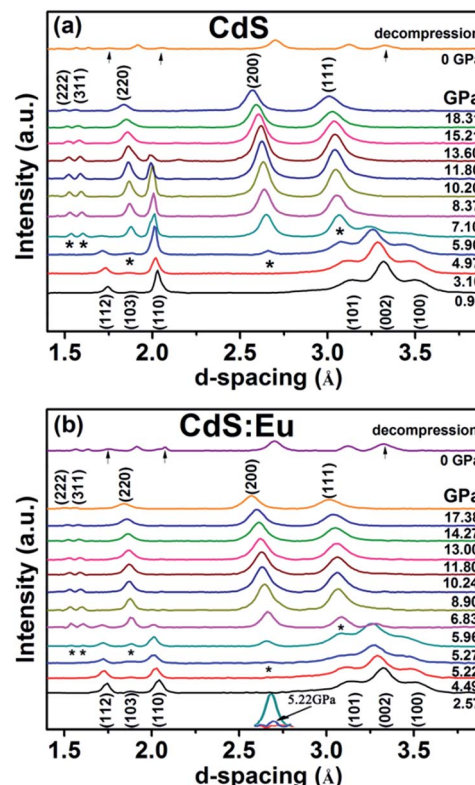 (a)
CdS
decompression
0 GPa
(222)
(311)
(220)
(200)
(111)
GPa
18.31
15.21
13.60
11.80
10.20
8.37
7.10
5.90
4.97
3.10
0.9
* * * * *
(112)
(103)
(110)
(101)
(002)
(100)
Intensity (a.u.)
1.5 2.0 2.5 3.0 3.5
d-spacing (Å)
(b)
CdS:Eu
decompression
0 GPa
(222)
(311)
(220)
(200)
(111)
GPa
17.38
14.27
13.00
11.80
10.24
8.90
6.83
5.96
5.27
5.22
4.49
2.57
* * * * *
5.22GPa
(112)
(103)
(110)
(101)
(002)
(100)
Intensity (a.u.)
1.5 2.0 2.5 3.0 3.5
d-spacing (Å)